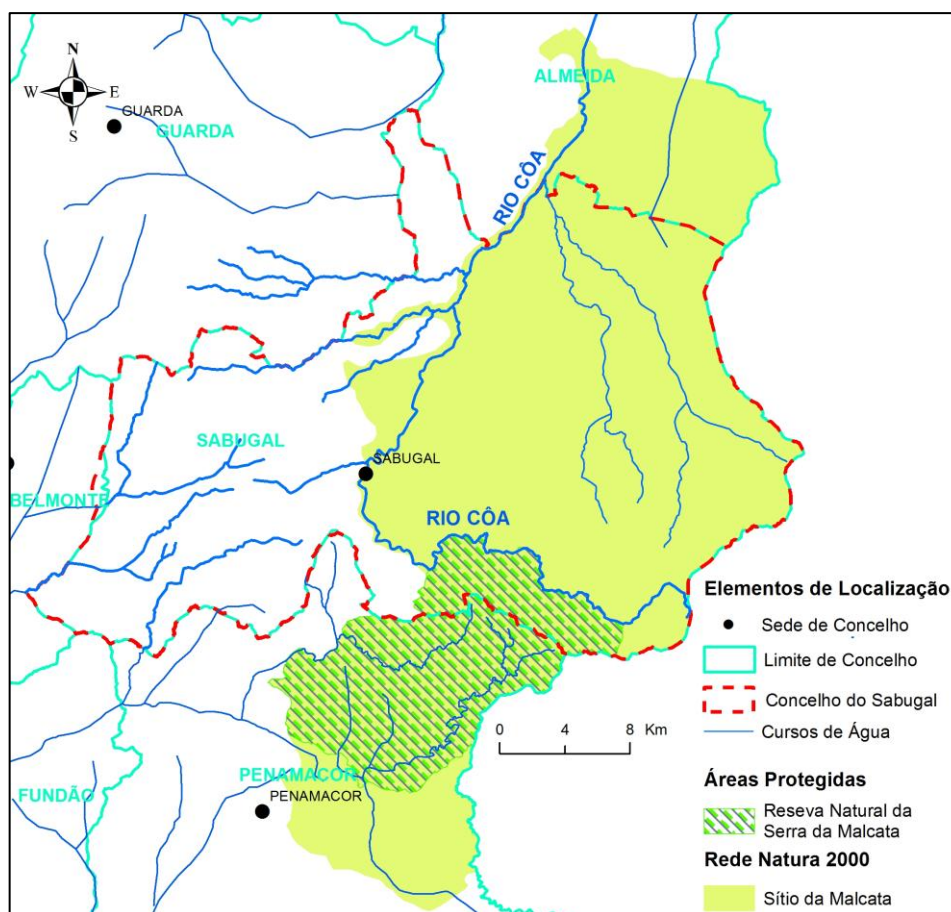 N
W
E
S
GUARDA
GUARDA
ALMEIDA
RIO CÔA
SABUGAL
SABUGAL
BELMONTE
RIO CÔA
PENAMACOR
PENAMACOR
FUNDÃO
0 4 8 Km
Elementos de Localização
Sede de Concelho
Limite de Concelho
Concelho do Sabugal
Cursos de Água
Áreas Protegidas
Reseva Natural da
Serra da Malcata
Rede Natura 2000
Sítio da Malcata